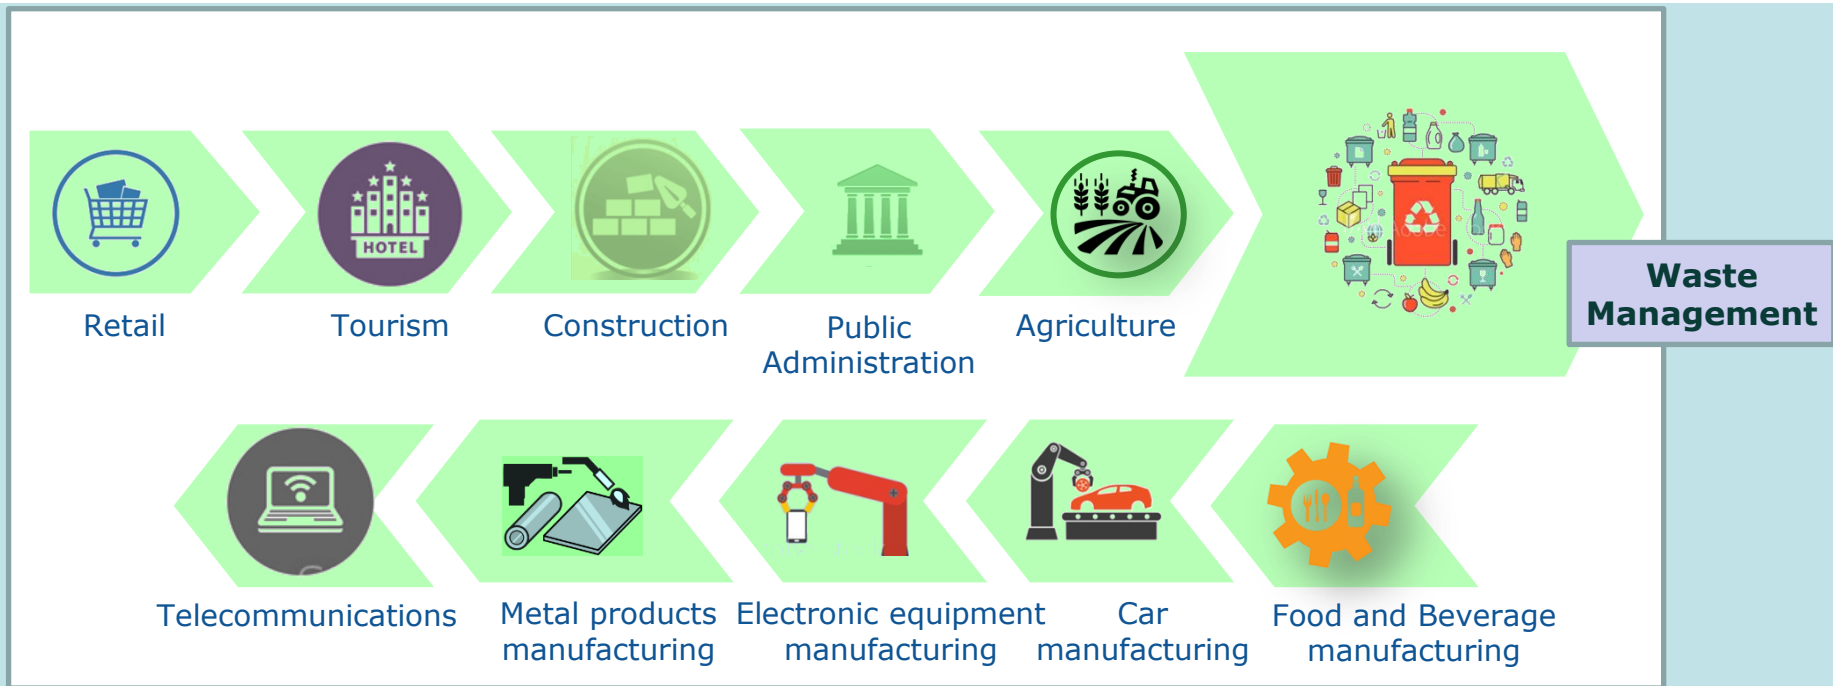 HOTEL
Retail
Tourism
Construction
Public
Administration
Agriculture
Waste
Management
Telecommunications
Metal products
manufacturing
Electronic equipment
manufacturing
Car
manufacturing
Food and Beverage
manufacturing